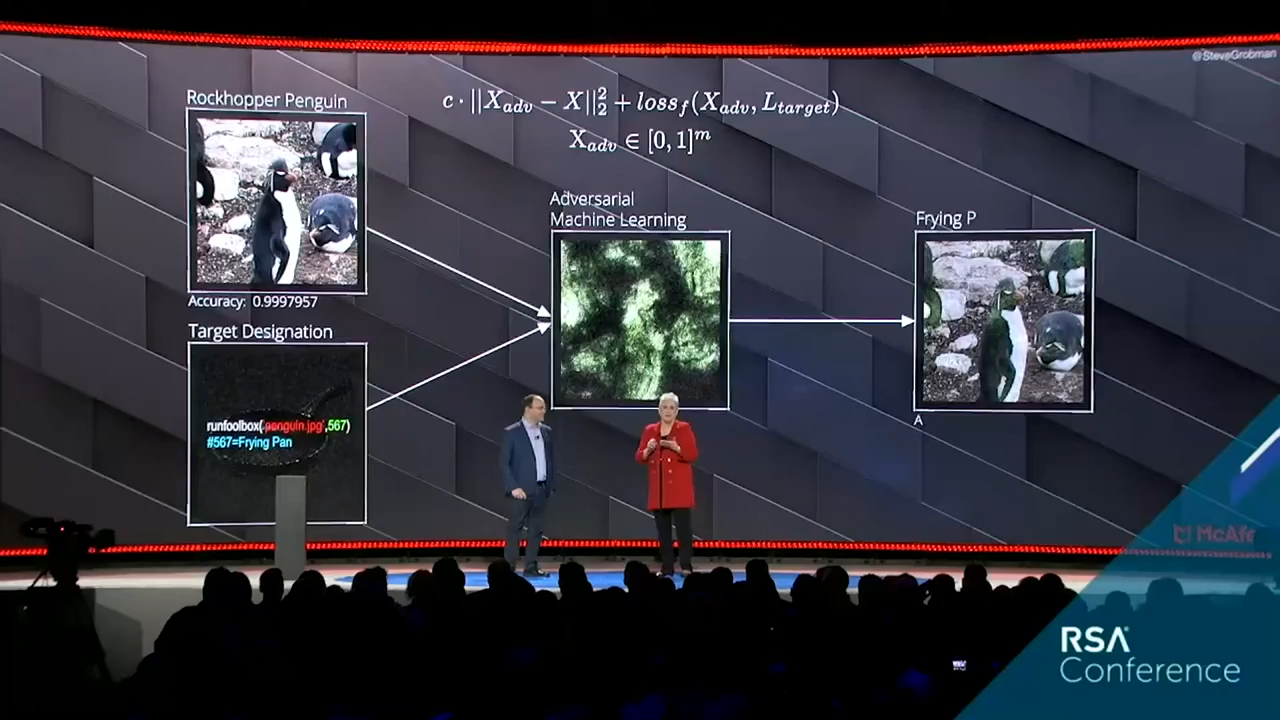 @SteveGrobman
Rockhopper Penguin
c · ||X_adv − X||₂² + loss_f(X_adv, L_target)
X_adv ∈ [0, 1]^m
Accuracy: 0.9997957
Target Designation
runfoolbox('penguin.jpg',567)
#567=Frying Pan
Adversarial
Machine Learning
Frying P
A
McAfe
RSA
Conference